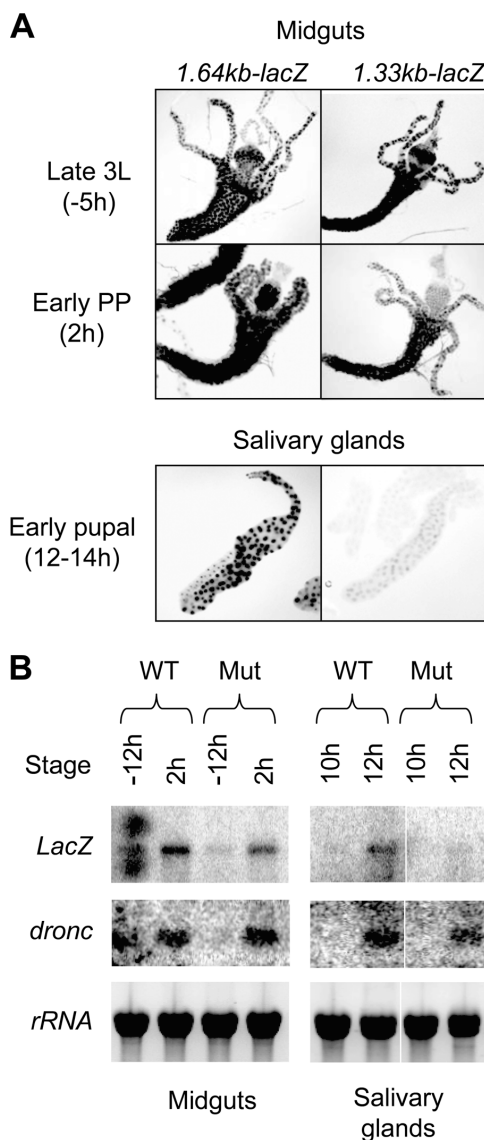 A
Midguts
1.64kb-lacZ 1.33kb-lacZ
Late 3L
(-5h)
Early PP
(2h)
Salivary glands
Early pupal
(12-14h)
B
WT Mut WT Mut
Stage -12h 2h -12h 2h 10h 12h 10h 12h
LacZ
dronc
rRNA
Midguts Salivary
glands